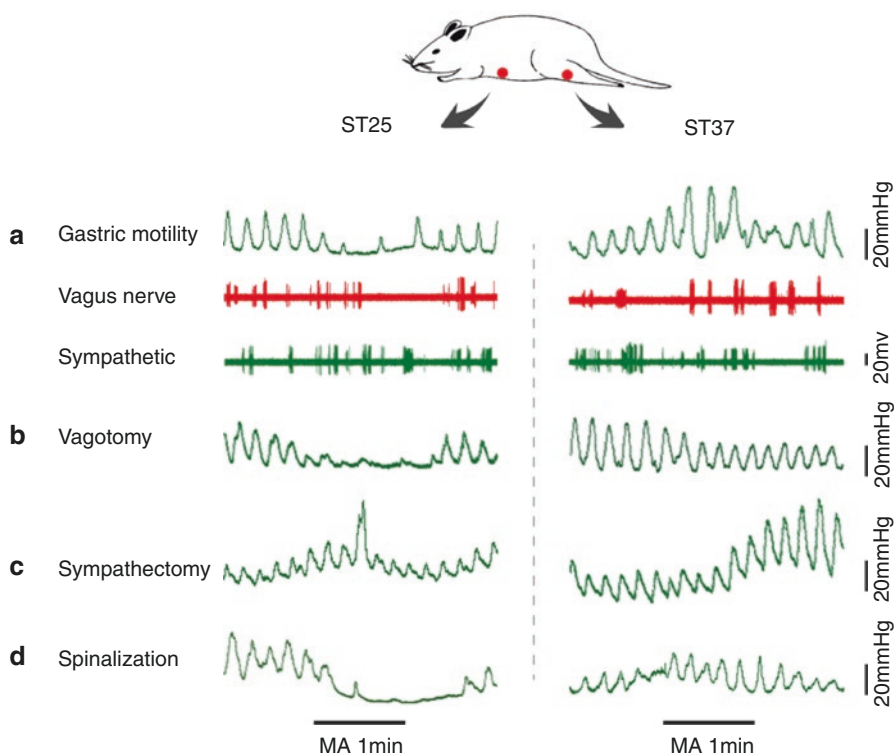 ST25
ST37
a Gastric motility
20mmHg
Vagus nerve
Sympathetic
20mv
b Vagotomy
20mmHg
c Sympathectomy
20mmHg
d Spinalization
20mmHg
MA 1min
MA 1min